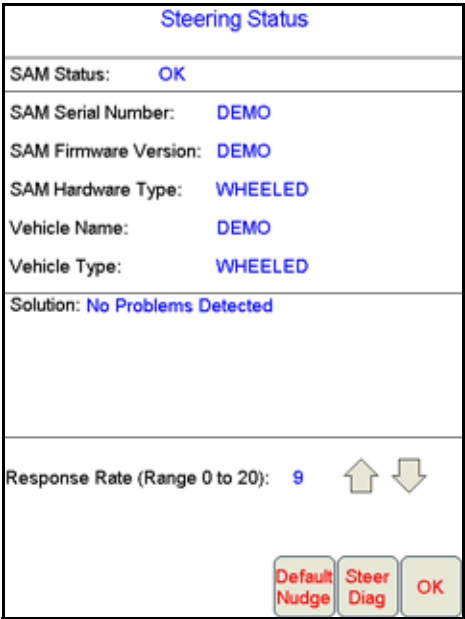 Steering Status
SAM Status: OK
SAM Serial Number: DEMO
SAM Firmware Version: DEMO
SAM Hardware Type: WHEELED
Vehicle Name: DEMO
Vehicle Type: WHEELED
Solution: No Problems Detected
Response Rate (Range 0 to 20): 9
Default Nudge
Steer Diag
OK